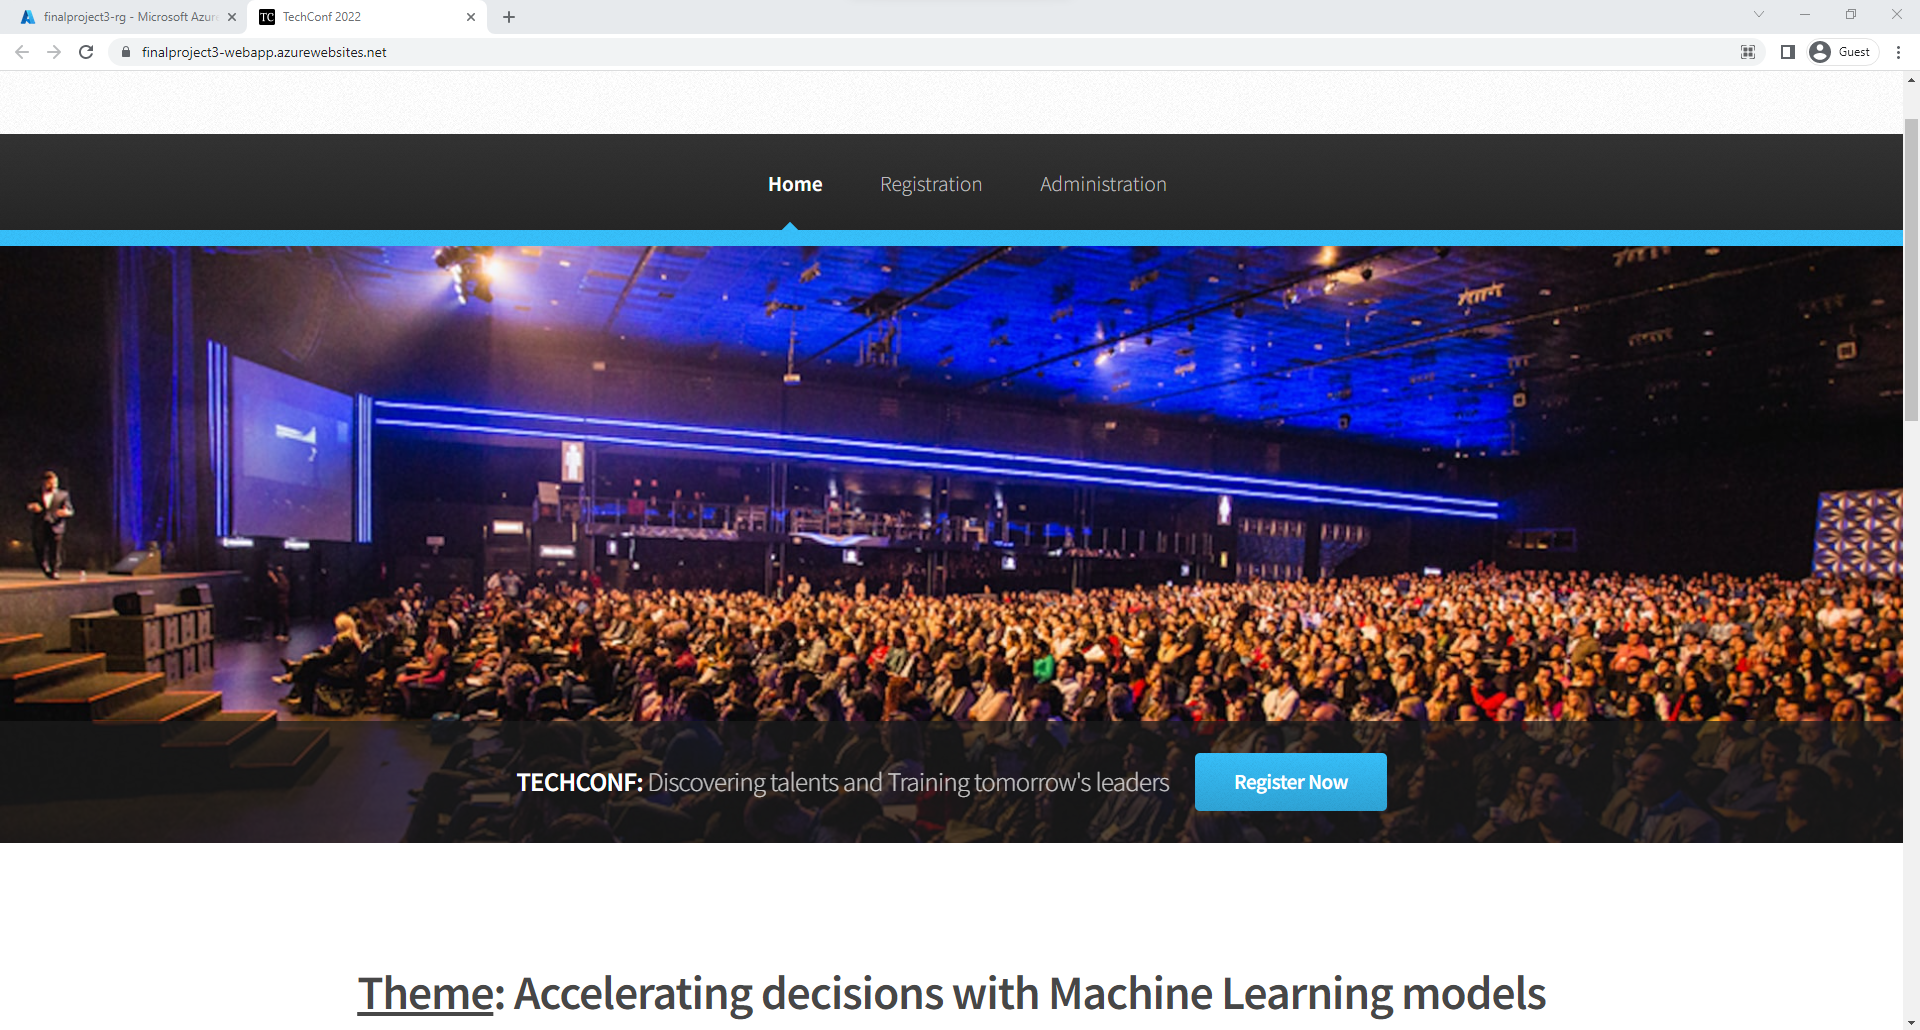 finalproject3-rg - Microsoft Azur
TC TechConf 2022
finalproject3-webapp.azurewebsites.net
Guest
Home Registration Administration
TECHCONF: Discovering talents and Training tomorrow's leaders
Register Now
Theme: Accelerating decisions with Machine Learning models